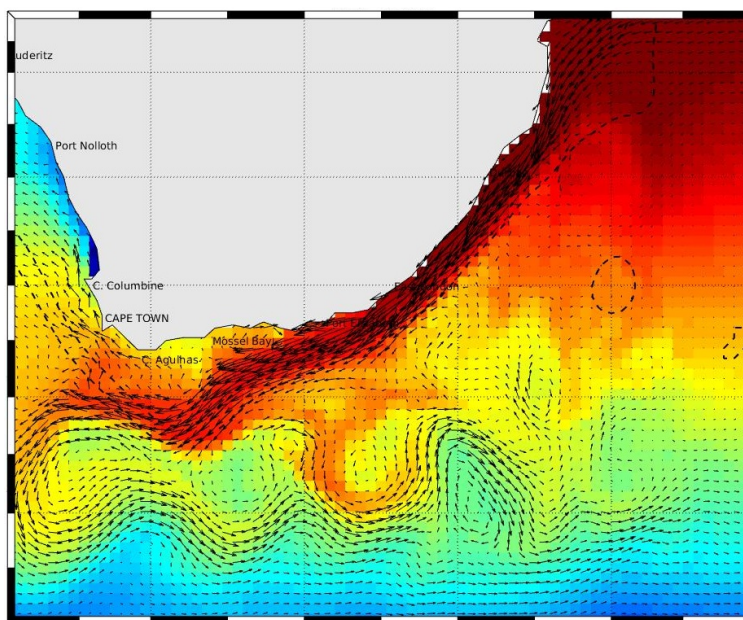 uderitz
Port Nolloth
C. Columbine
CAPE TOWN
Mossel Bay
C. Agulhas